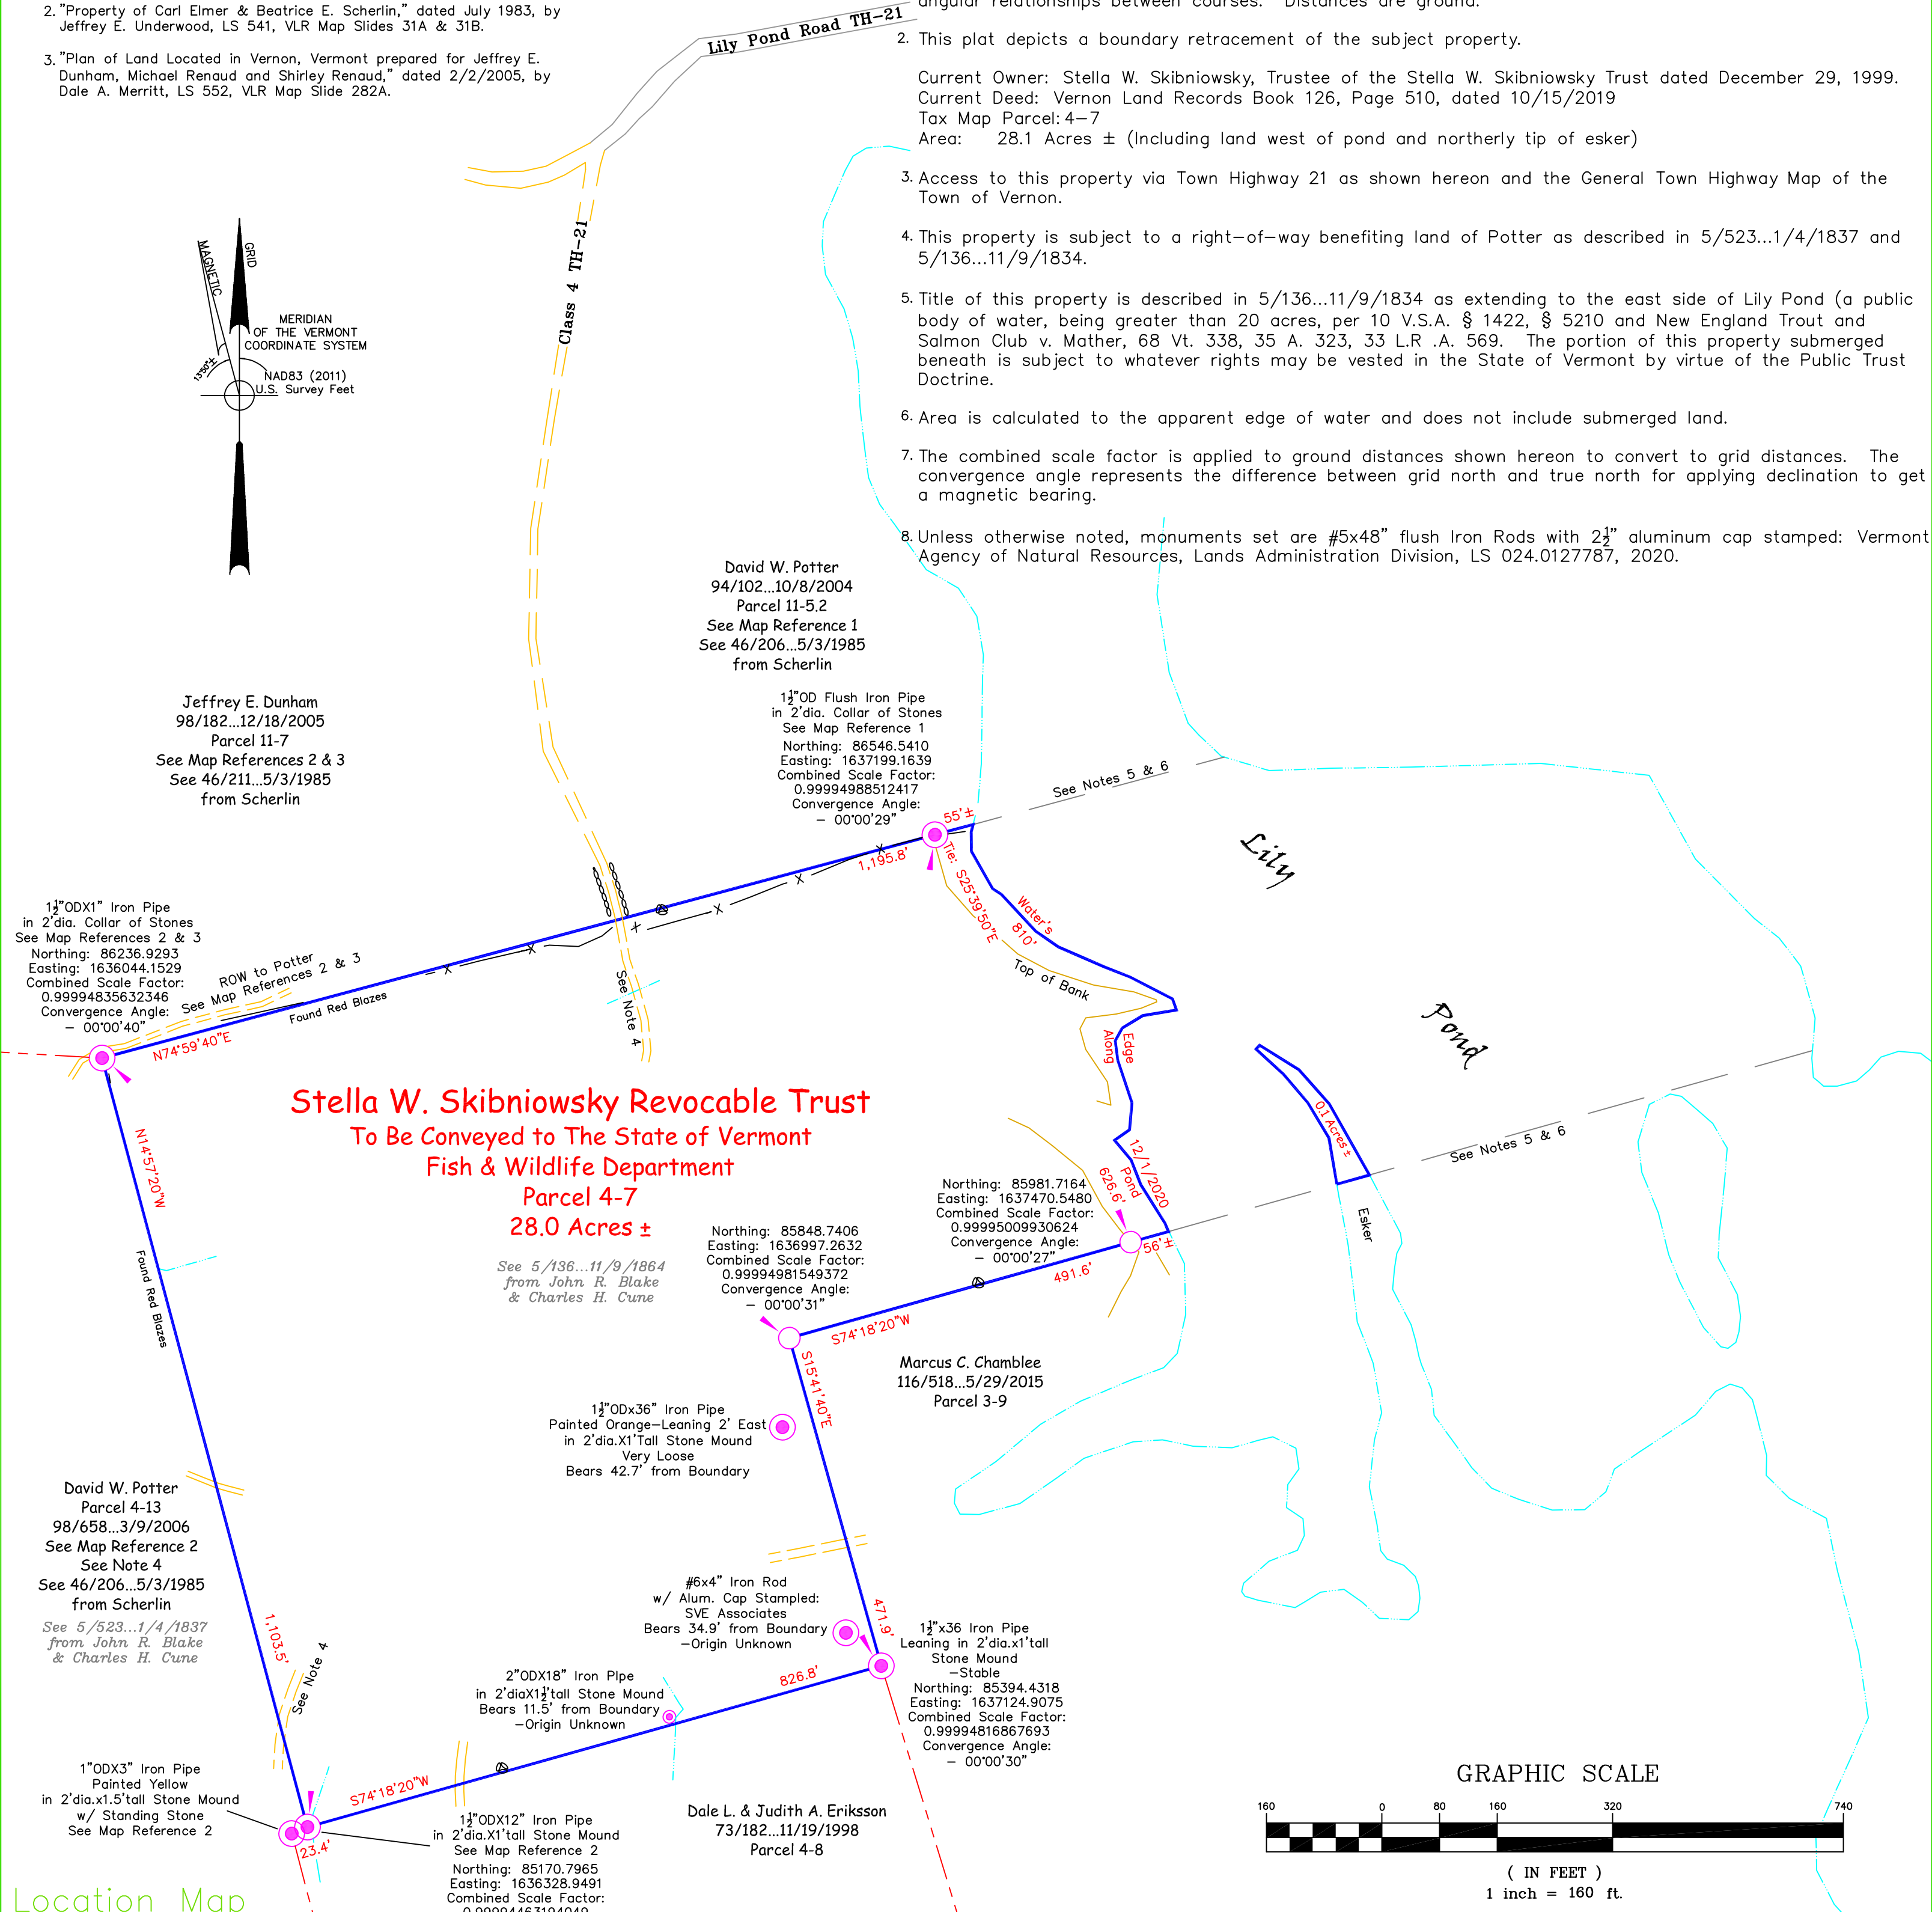 2. "Property of Carl Elmer & Beatrice E. Scherlin," dated July 1983, by
Jeffrey E. Underwood, LS 541, VLR Map Slides 31A & 31B.
3. "Plan of Land Located in Vernon, Vermont prepared for Jeffrey E.
Dunham, Michael Renaud and Shirley Renaud," dated 2/2/2005, by
Dale A. Merritt, LS 552, VLR Map Slide 282A.
Lily Pond Road TH-21
angular relationships between courses. Distances are ground.
2. This plat depicts a boundary retracement of the subject property.
Current Owner: Stella W. Skibniowsky, Trustee of the Stella W. Skibniowsky Trust dated December 29, 1999.
Current Deed: Vernon Land Records Book 126, Page 510, dated 10/15/2019
Tax Map Parcel: 4-7
Area: 28.1 Acres ± (Including land west of pond and northerly tip of esker)
3. Access to this property via Town Highway 21 as shown hereon and the General Town Highway Map of the
Town of Vernon.
4. This property is subject to a right-of-way benefiting land of Potter as described in 5/523...1/4/1837 and
5/136...11/9/1834.
5. Title of this property is described in 5/136...11/9/1834 as extending to the east side of Lily Pond (a public
body of water, being greater than 20 acres, per 10 V.S.A. § 1422, § 5210 and New England Trout and
Salmon Club v. Mather, 68 Vt. 338, 35 A. 323, 33 L.R .A. 569. The portion of this property submerged
beneath is subject to whatever rights may be vested in the State of Vermont by virtue of the Public Trust
Doctrine.
6. Area is calculated to the apparent edge of water and does not include submerged land.
7. The combined scale factor is applied to ground distances shown hereon to convert to grid distances. The
convergence angle represents the difference between grid north and true north for applying declination to get
a magnetic bearing.
8. Unless otherwise noted, monuments set are #5x48" flush Iron Rods with 2½" aluminum cap stamped: Vermont
Agency of Natural Resources, Lands Administration Division, LS 024.0127787, 2020.
MAGNETIC
GRID
MERIDIAN
OF THE VERMONT
COORDINATE SYSTEM
13°50'±
NAD83 (2011)
U.S. Survey Feet
Class 4 TH-21
David W. Potter
94/102...10/8/2004
Parcel 11-5.2
See Map Reference 1
See 46/206...5/3/1985
from Scherlin
Jeffrey E. Dunham
98/182...12/18/2005
Parcel 11-7
See Map References 2 & 3
See 46/211...5/3/1985
from Scherlin
1½"OD Flush Iron Pipe
in 2'dia. Collar of Stones
See Map Reference 1
Northing: 86546.5410
Easting: 1637199.1639
Combined Scale Factor:
0.99994988512417
Convergence Angle:
- 00°00'29"
See Notes 5 & 6
55'±
1,195.8'
Tie: S25°39'50"E
Water's
810'
Lily
Pond
1½"ODX1" Iron Pipe
in 2'dia. Collar of Stones
See Map References 2 & 3
Northing: 86236.9293
Easting: 1636044.1529
Combined Scale Factor:
0.99994835632346
Convergence Angle:
- 00°00'40"
ROW to Potter
See Map References 2 & 3
Found Red Blazes
N74°59'40"E
See Note 4
Top of Bank
Edge
Along
Stella W. Skibniowsky Revocable Trust
To Be Conveyed to The State of Vermont
Fish & Wildlife Department
Parcel 4-7
28.0 Acres ±
See 5/136...11/9/1864
from John R. Blake
& Charles H. Cune
N14°57'20"W
Found Red Blazes
0.1 Acres ±
See Notes 5 & 6
12/1/2020
Pond
626.6'
Esker
Northing: 85981.7164
Easting: 1637470.5480
Combined Scale Factor:
0.99995009930624
Convergence Angle:
- 00°00'27"
56'±
491.6'
Northing: 85848.7406
Easting: 1636997.2632
Combined Scale Factor:
0.99994981549372
Convergence Angle:
- 00°00'31"
S74°18'20"W
S15°41'40"E
Marcus C. Chamblee
116/518...5/29/2015
Parcel 3-9
1½"ODx36" Iron Pipe
Painted Orange-Leaning 2' East
in 2'dia.X1'Tall Stone Mound
Very Loose
Bears 42.7' from Boundary
David W. Potter
Parcel 4-13
98/658...3/9/2006
See Map Reference 2
See Note 4
See 46/206...5/3/1985
from Scherlin
See 5/523...1/4/1837
from John R. Blake
& Charles H. Cune
1,103.5'
See Note 4
#6x4" Iron Rod
w/ Alum. Cap Stampled:
SVE Associates
Bears 34.9' from Boundary
-Origin Unknown
471.9'
1½"x36 Iron Pipe
Leaning in 2'dia.x1'tall
Stone Mound
-Stable
Northing: 85394.4318
Easting: 1637124.9075
Combined Scale Factor:
0.99994816867693
Convergence Angle:
- 00°00'30"
2"ODX18" Iron PIpe
in 2'diaX1½'tall Stone Mound
Bears 11.5' from Boundary
-Origin Unknown
826.8'
S74°18'20"W
1"ODX3" Iron Pipe
Painted Yellow
in 2'dia.x1.5'tall Stone Mound
w/ Standing Stone
See Map Reference 2
23.4'
1½"ODX12" Iron Pipe
in 2'dia.X1'tall Stone Mound
See Map Reference 2
Northing: 85170.7965
Easting: 1636328.9491
Combined Scale Factor:
Dale L. & Judith A. Eriksson
73/182...11/19/1998
Parcel 4-8
GRAPHIC SCALE
160 0 80 160 320 740
( IN FEET )
1 inch = 160 ft.
Location Map